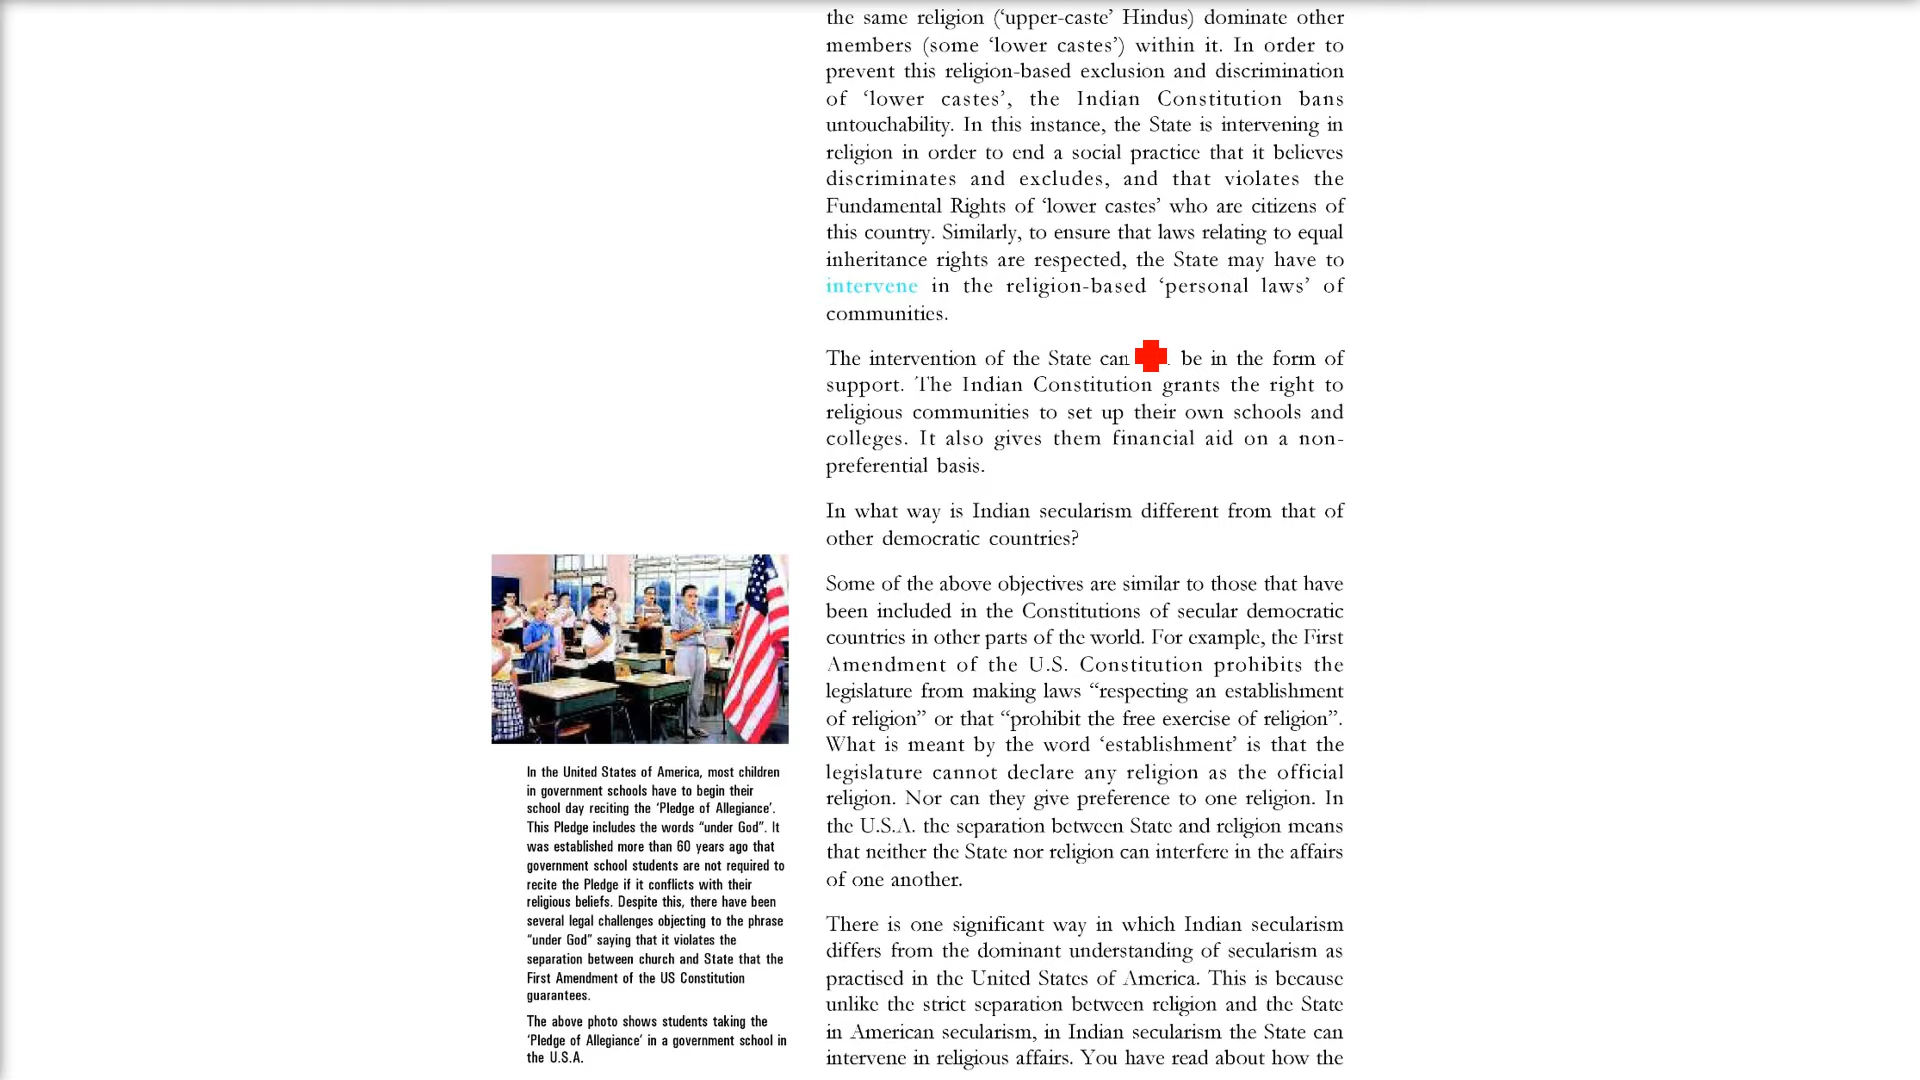 the same religion (‘upper-caste’ Hindus) dominate other
members (some ‘lower castes’) within it. In order to
prevent this religion-based exclusion and discrimination
of ‘lower castes’, the Indian Constitution bans
untouchability. In this instance, the State is intervening in
religion in order to end a social practice that it believes
discriminates and excludes, and that violates the
Fundamental Rights of ‘lower castes’ who are citizens of
this country. Similarly, to ensure that laws relating to equal
inheritance rights are respected, the State may have to
intervene in the religion-based ‘personal laws’ of
communities.
The intervention of the State can be in the form of
support. The Indian Constitution grants the right to
religious communities to set up their own schools and
colleges. It also gives them financial aid on a non-
preferential basis.
In what way is Indian secularism different from that of
other democratic countries?
Some of the above objectives are similar to those that have
been included in the Constitutions of secular democratic
countries in other parts of the world. For example, the First
Amendment of the U.S. Constitution prohibits the
legislature from making laws “respecting an establishment
of religion” or that “prohibit the free exercise of religion”.
What is meant by the word ‘establishment’ is that the
legislature cannot declare any religion as the official
religion. Nor can they give preference to one religion. In
the U.S.A. the separation between State and religion means
that neither the State nor religion can interfere in the affairs
of one another.
There is one significant way in which Indian secularism
differs from the dominant understanding of secularism as
practised in the United States of America. This is because
unlike the strict separation between religion and the State
in American secularism, in Indian secularism the State can
intervene in religious affairs. You have read about how the
In the United States of America, most children
in government schools have to begin their
school day reciting the ‘Pledge of Allegiance’.
This Pledge includes the words “under God”. It
was established more than 60 years ago that
government school students are not required to
recite the Pledge if it conflicts with their
religious beliefs. Despite this, there have been
several legal challenges objecting to the phrase
“under God” saying that it violates the
separation between church and State that the
First Amendment of the US Constitution
guarantees.
The above photo shows students taking the
‘Pledge of Allegiance’ in a government school in
the U.S.A.